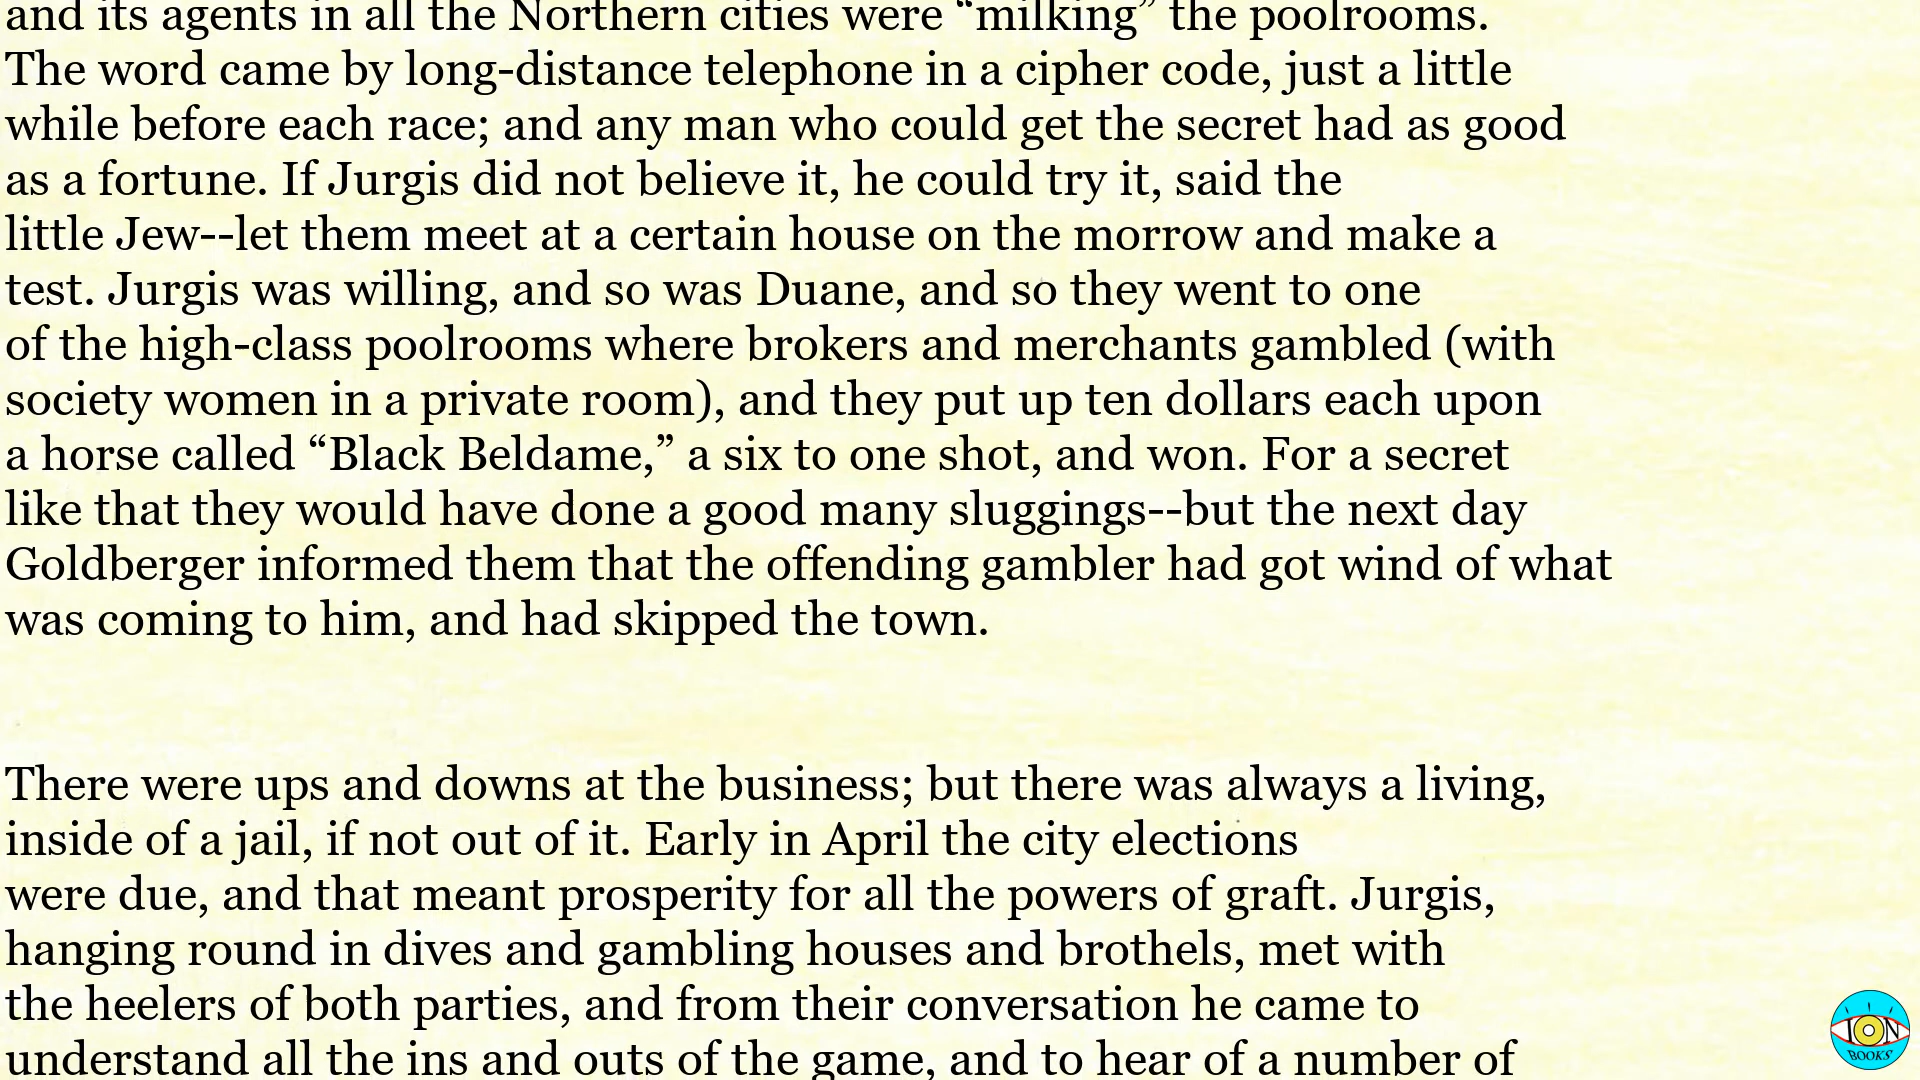 and its agents in all the Northern cities were “milking” the poolrooms.
The word came by long-distance telephone in a cipher code, just a little
while before each race; and any man who could get the secret had as good
as a fortune. If Jurgis did not believe it, he could try it, said the
little Jew--let them meet at a certain house on the morrow and make a
test. Jurgis was willing, and so was Duane, and so they went to one
of the high-class poolrooms where brokers and merchants gambled (with
society women in a private room), and they put up ten dollars each upon
a horse called “Black Beldame,” a six to one shot, and won. For a secret
like that they would have done a good many sluggings--but the next day
Goldberger informed them that the offending gambler had got wind of what
was coming to him, and had skipped the town.
There were ups and downs at the business; but there was always a living,
inside of a jail, if not out of it. Early in April the city elections
were due, and that meant prosperity for all the powers of graft. Jurgis,
hanging round in dives and gambling houses and brothels, met with
the heelers of both parties, and from their conversation he came to
understand all the ins and outs of the game, and to hear of a number of
ION
BOOKS